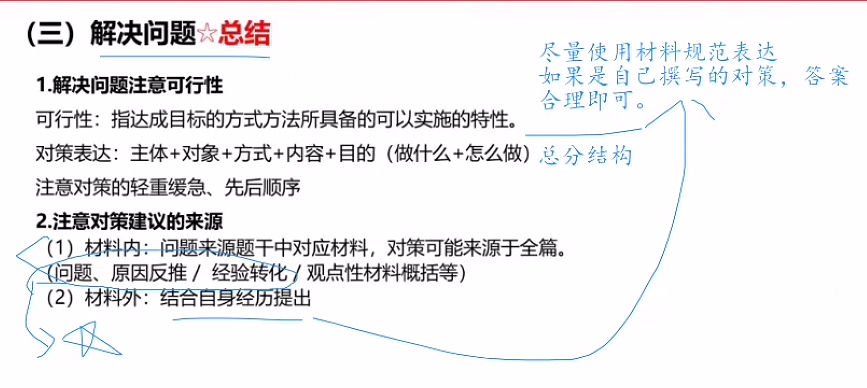 （三）解决问题☆总结
尽量使用材料规范表达
如果是自己撰写的对策，答案
合理即可。
1.解决问题注意可行性
可行性：指达成目标的方式方法所具备的可以实施的特性。
对策表达：主体+对象+方式+内容+目的（做什么+怎么做）
总分结构
注意对策的轻重缓急、先后顺序
2.注意对策建议的来源
（1）材料内：问题来源题干中对应材料，对策可能来源于全篇。
（问题、原因反推 / 经验转化 / 观点性材料概括等）
（2）材料外：结合自身经历提出